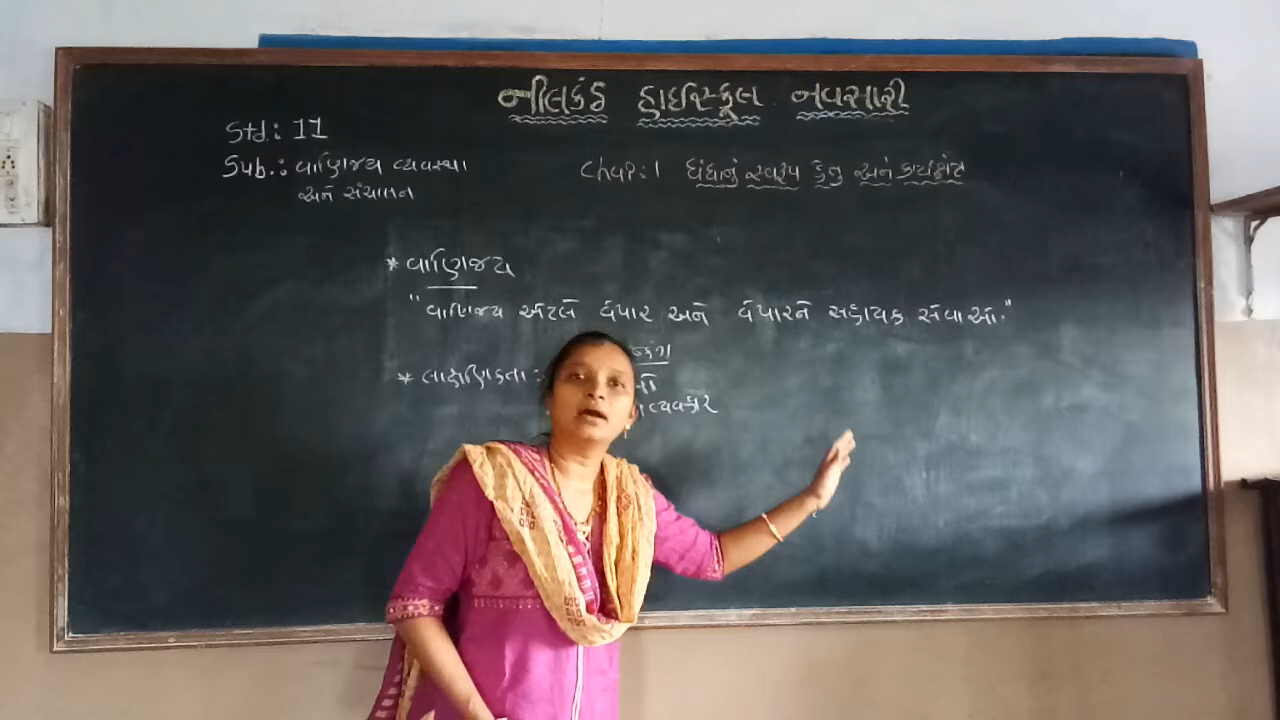 નીલકંઠ હાઇસ્કૂલ નવસારી
Std.: 11
Sub.: વાણિજ્ય વ્યવસ્થા
અને સંચાલન
Chap:1 ધંધાનું સ્વરૂપ હેતુ અને કાર્યક્ષેત્ર
* વાણિજ્ય
"વાણિજ્ય એટલે વેપાર અને વેપારને સહાયક સેવાઓ."
* લાક્ષણિકતા :